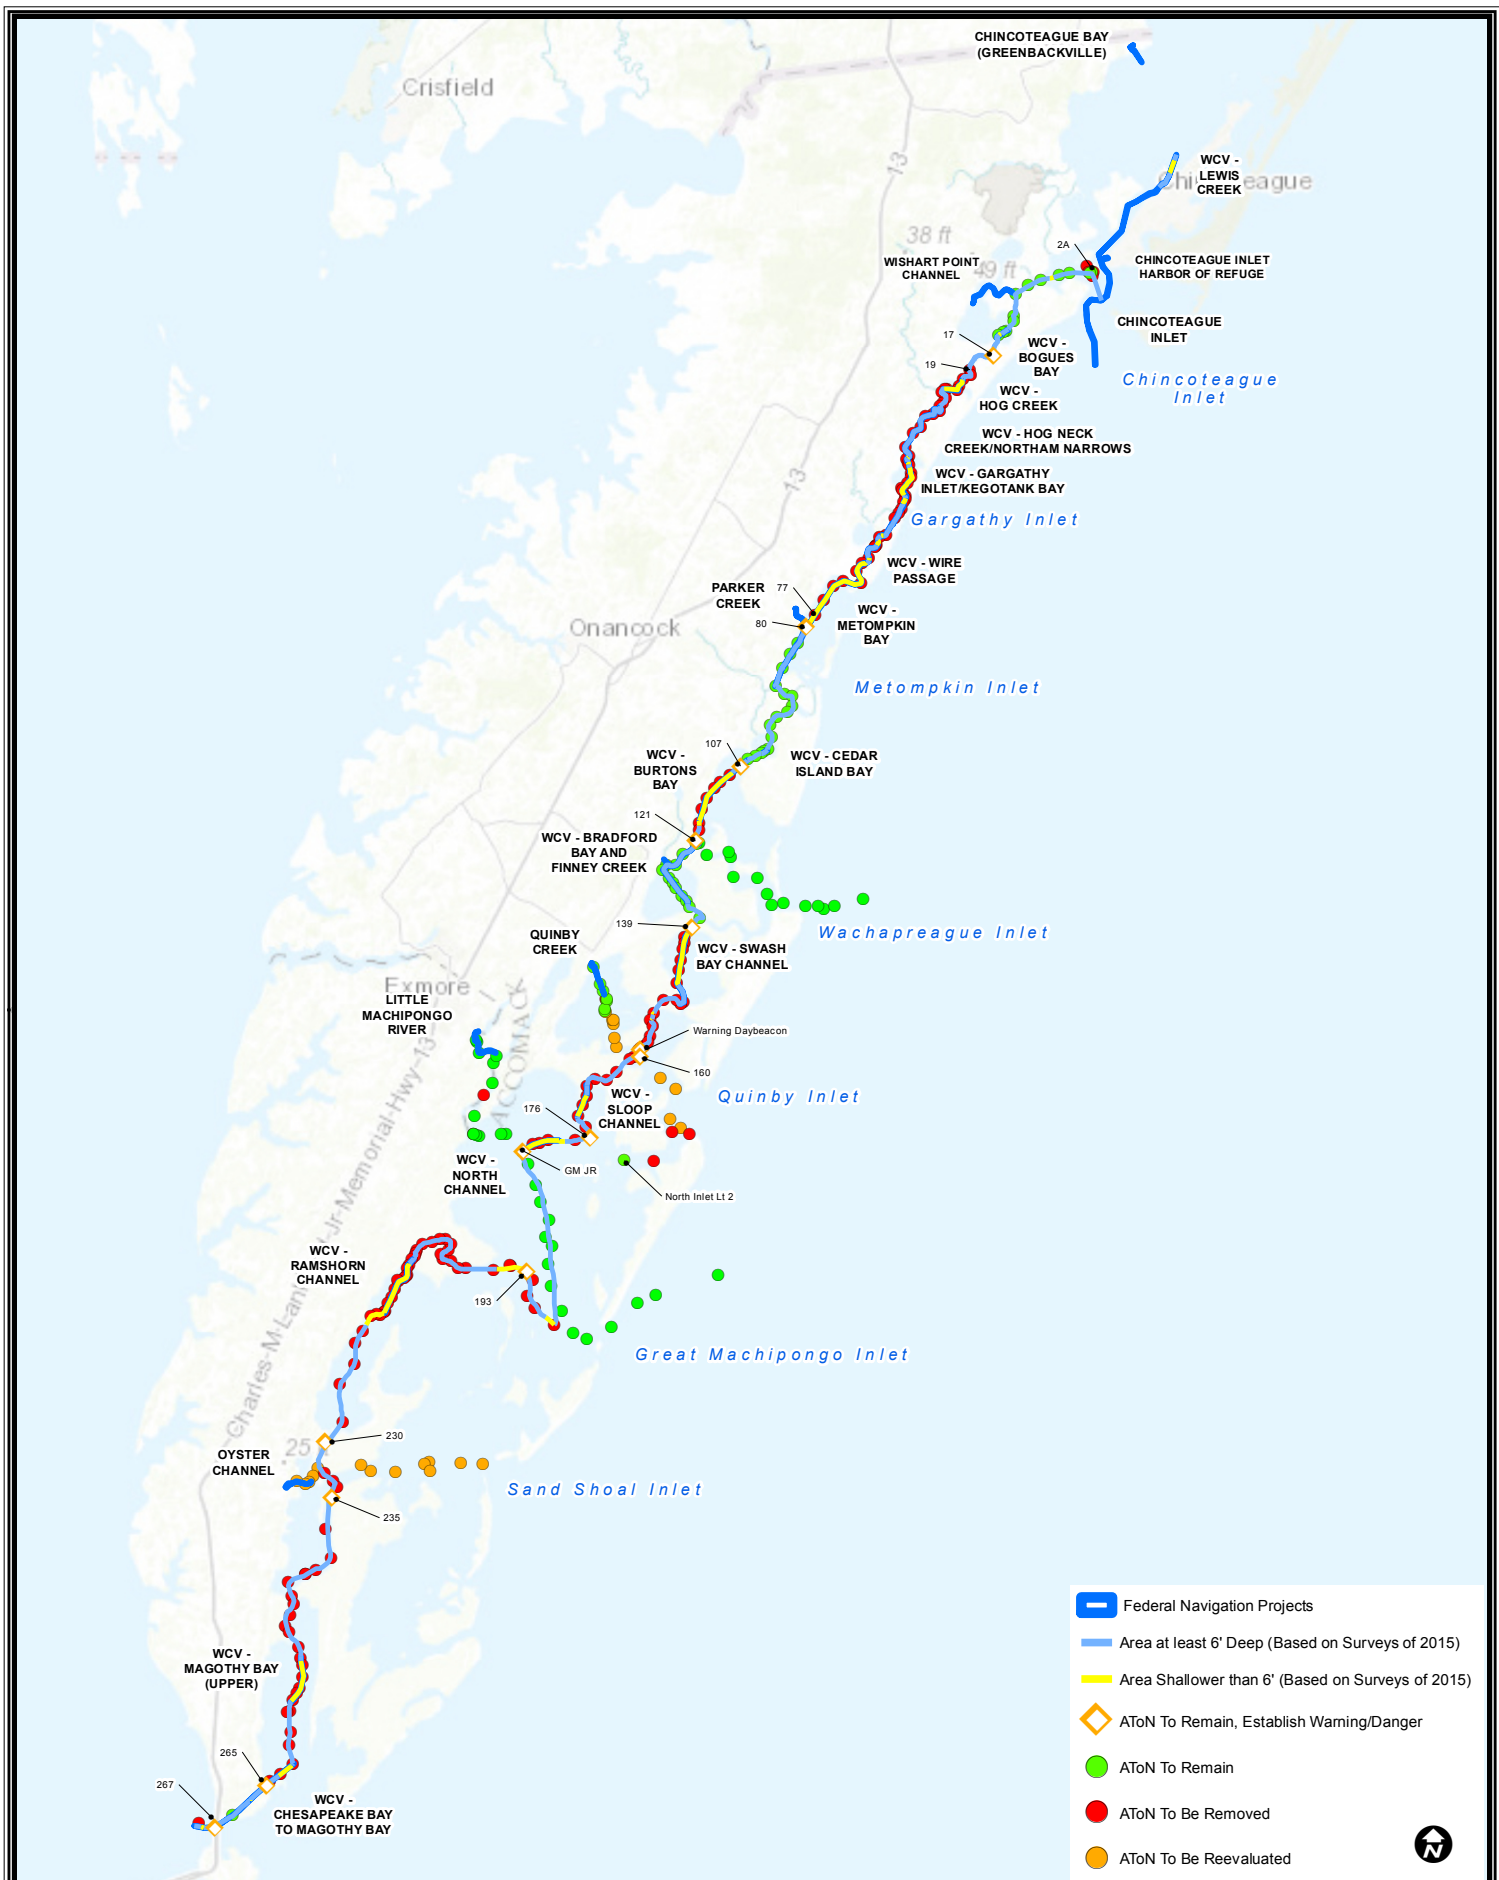 CHINCOTEAGUE BAY
(GREENBACKVILLE)
Crisfield
WCV -
LEWIS
CREEK
13
38 ft
2A
WISHART POINT
CHANNEL
49 ft
CHINCOTEAGUE INLET
HARBOR OF REFUGE
CHINCOTEAGUE
INLET
17
WCV -
BOGUES
BAY
19
Chincoteague
Inlet
WCV -
HOG CREEK
WCV - HOG NECK
CREEK/NORTHAM NARROWS
13
WCV - GARGATHY
INLET/KEGOTANK BAY
Gargathy Inlet
WCV - WIRE
PASSAGE
PARKER
CREEK
77
WCV -
METOMPKIN
BAY
80
Onancock
Metompkin Inlet
107
WCV -
BURTONS
BAY
WCV - CEDAR
ISLAND BAY
121
WCV - BRADFORD
BAY AND
FINNEY CREEK
139
Wachapreague Inlet
QUINBY
CREEK
WCV - SWASH
BAY CHANNEL
Exmore
LITTLE
MACHIPONGO
RIVER
ACCOMACK
Warning Daybeacon
160
Quinby Inlet
WCV -
SLOOP
CHANNEL
176
WCV -
NORTH
CHANNEL
GM JR
North Inlet Lt 2
WCV -
RAMSHORN
CHANNEL
193
Great Machipongo Inlet
230
25
OYSTER
CHANNEL
Sand Shoal Inlet
235
WCV -
MAGOTHY BAY
(UPPER)
265
267
WCV -
CHESAPEAKE BAY
TO MAGOTHY BAY
Federal Navigation Projects
Area at least 6' Deep (Based on Surveys of 2015)
Area Shallower than 6' (Based on Surveys of 2015)
AToN To Remain, Establish Warning/Danger
AToN To Remain
AToN To Be Removed
AToN To Be Reevaluated
N